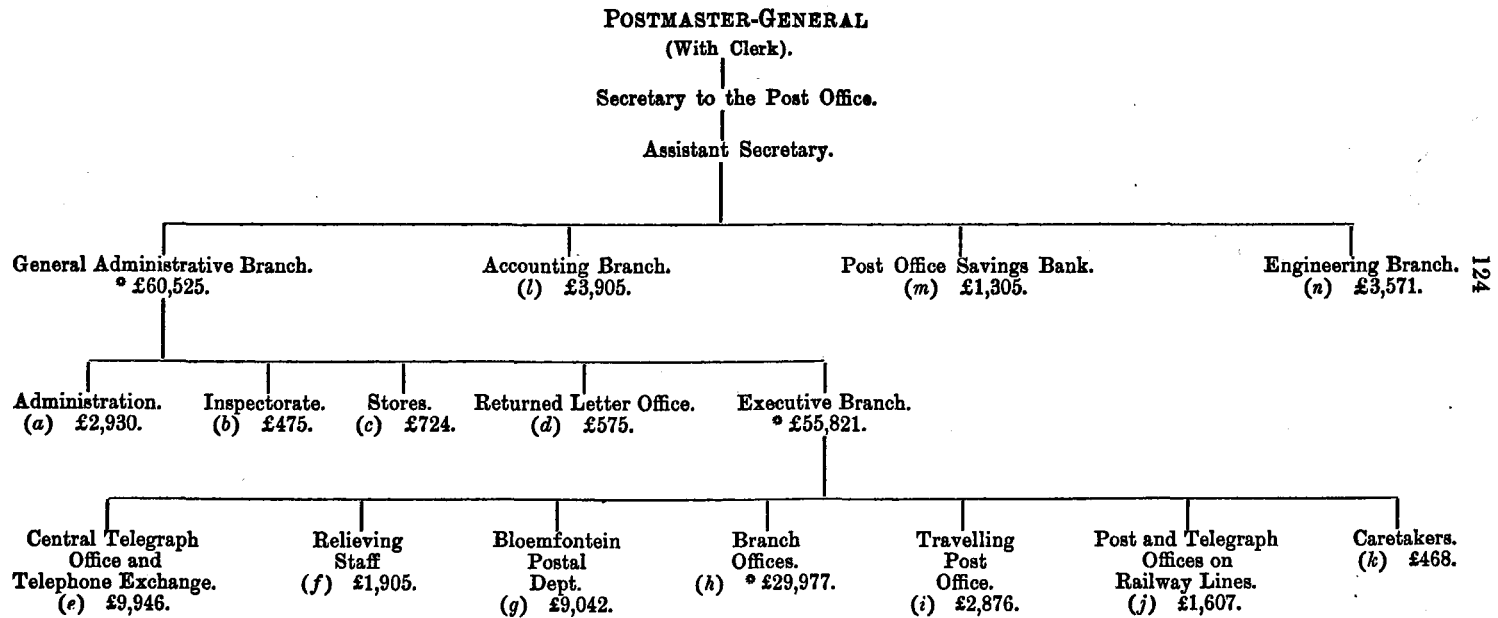 POSTMASTER-GENERAL
(With Clerk).
Secretary to the Post Office.
Assistant Secretary.
General Administrative Branch.
* £60,525.
Accounting Branch.
(l) £3,905.
Post Office Savings Bank.
(m) £1,305.
Engineering Branch.
(n) £3,571.
124
Administration.
(a) £2,930.
Inspectorate.
(b) £475.
Stores.
(c) £724.
Returned Letter Office.
(d) £575.
Executive Branch.
* £55,821.
Central Telegraph
Office and
Telephone Exchange.
(e) £9,946.
Relieving
Staff
(f) £1,905.
Bloemfontein
Postal
Dept.
(g) £9,042.
Branch
Offices.
(h) * £29,977.
Travelling
Post
Office.
(i) £2,876.
Post and Telegraph
Offices on
Railway Lines.
(j) £1,607.
Caretakers.
(k) £468.